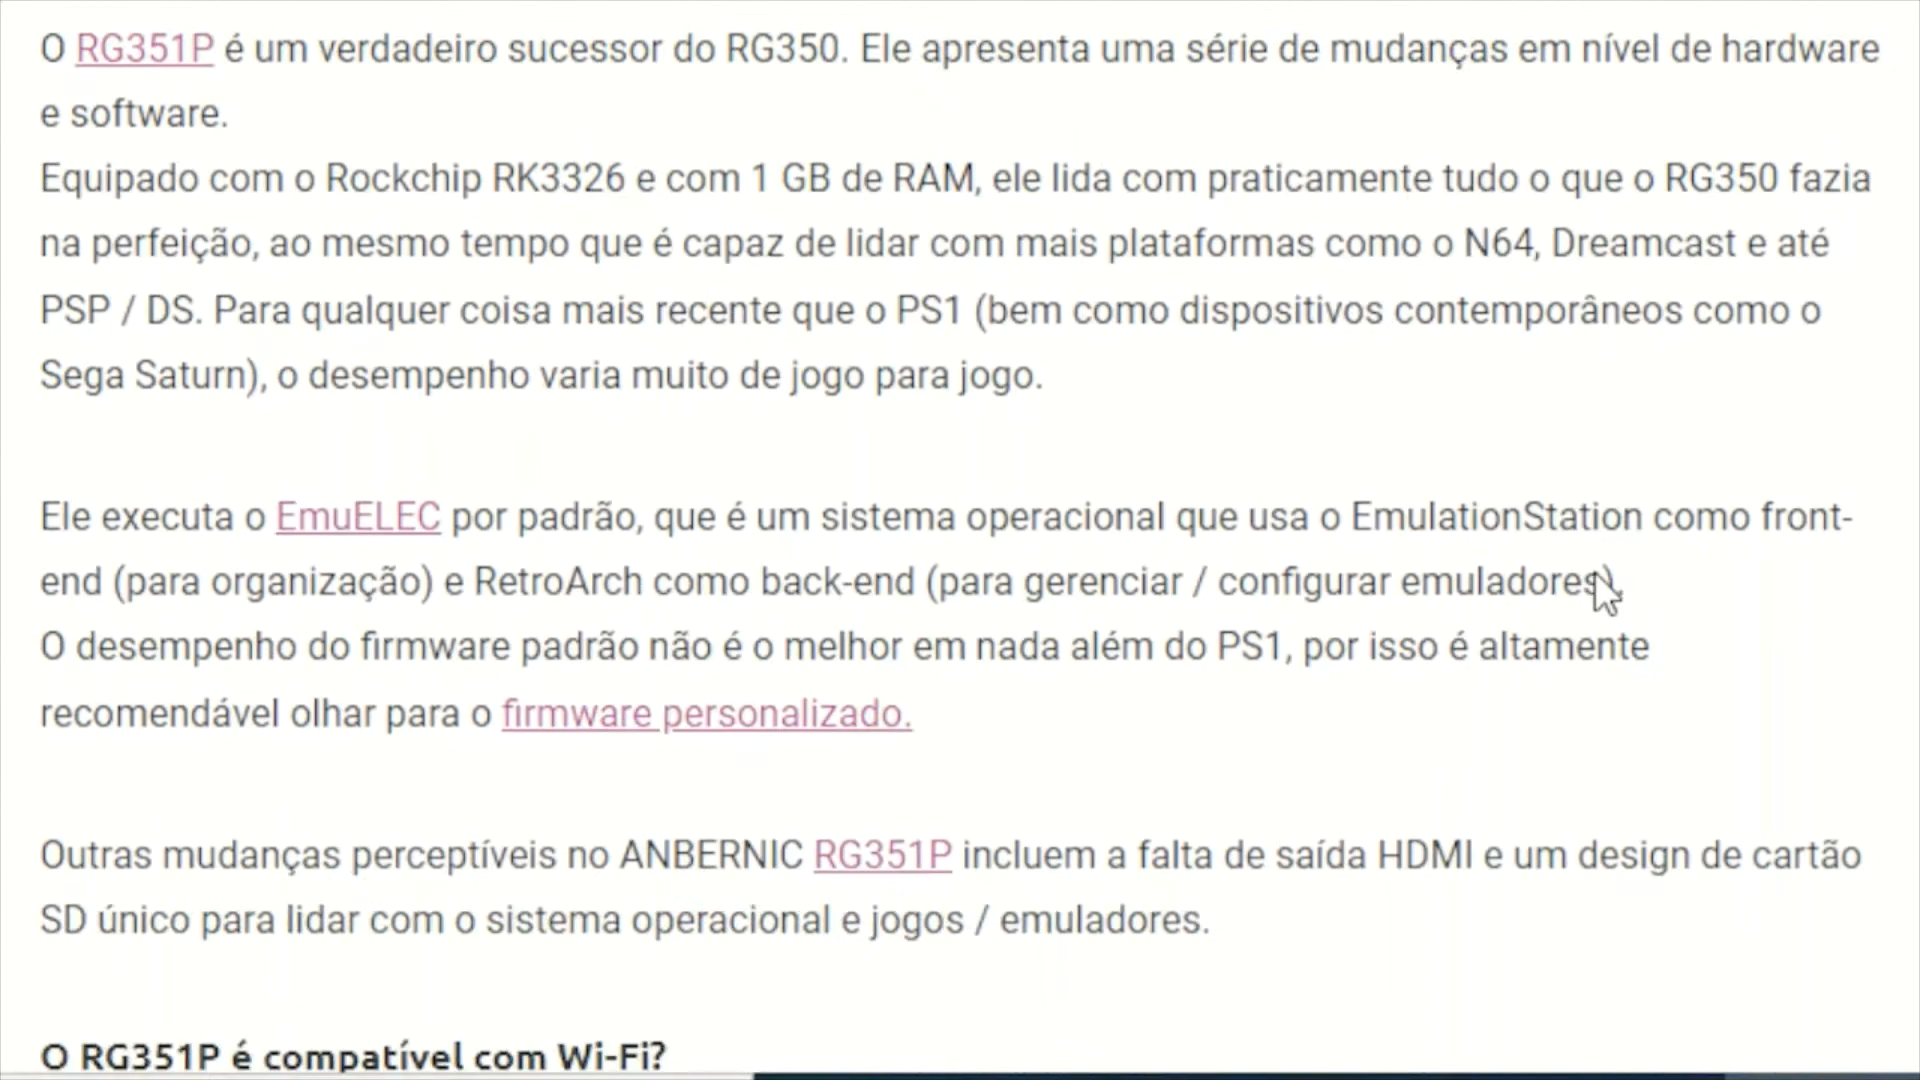 O RG351P é um verdadeiro sucessor do RG350. Ele apresenta uma série de mudanças em nível de hardware
e software.
Equipado com o Rockchip RK3326 e com 1 GB de RAM, ele lida com praticamente tudo o que o RG350 fazia
na perfeição, ao mesmo tempo que é capaz de lidar com mais plataformas como o N64, Dreamcast e até
PSP / DS. Para qualquer coisa mais recente que o PS1 (bem como dispositivos contemporâneos como o
Sega Saturn), o desempenho varia muito de jogo para jogo.
Ele executa o EmuELEC por padrão, que é um sistema operacional que usa o EmulationStation como front-
end (para organização) e RetroArch como back-end (para gerenciar / configurar emuladores).
O desempenho do firmware padrão não é o melhor em nada além do PS1, por isso é altamente
recomendável olhar para o firmware personalizado.
Outras mudanças perceptíveis no ANBERNIC RG351P incluem a falta de saída HDMI e um design de cartão
SD único para lidar com o sistema operacional e jogos / emuladores.
O RG351P é compatível com Wi-Fi?